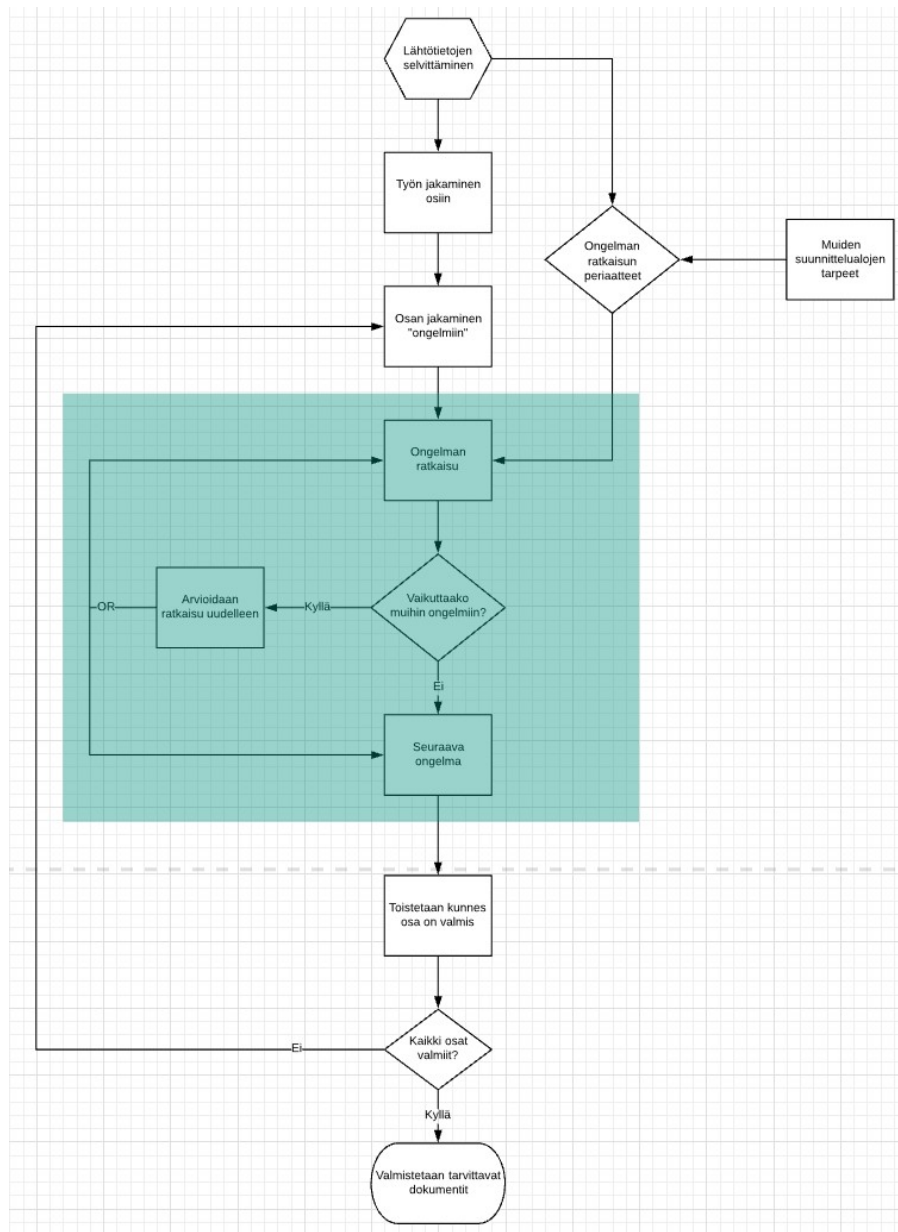 Lähtötietojen
selvittäminen
Työn jakaminen
osiin
Ongelman
ratkaisun
periaatteet
Muiden
suunnittelualojen
tarpeet
Osan jakaminen
"ongelmiin"
Ongelman
ratkaisu
Arvioidaan
ratkaisu uudelleen
OR
Kyllä
Vaikuttaako
muihin ongelmiin?
Ei
Seuraava
ongelma
Toistetaan kunnes
osa on valmis
Kaikki osat
valmiit?
Ei
Kyllä
Valmistetaan tarvittavat
dokumentit